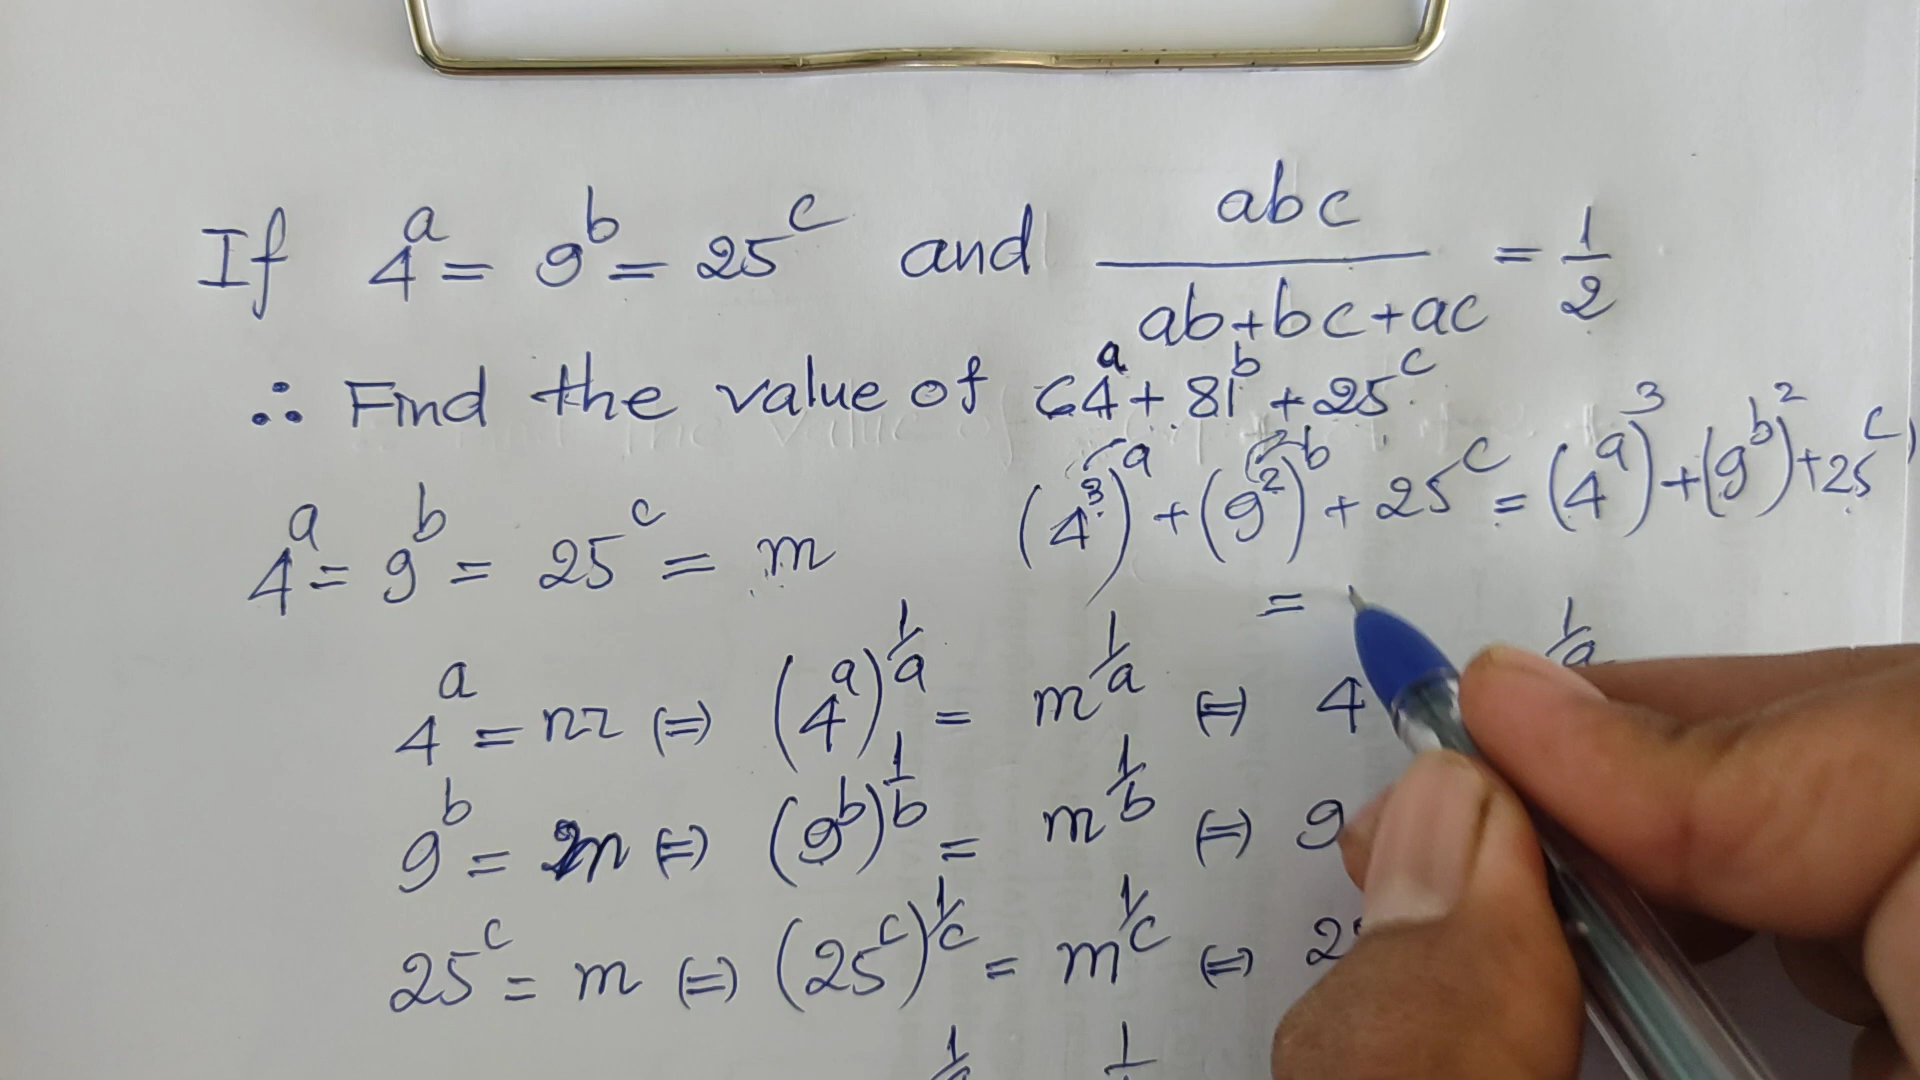 If 4^a = 9^b = 25^c and abc/(ab+bc+ac) = 1/2
∴ Find the value of 64^a + 81^b + 25^c
(4^3)^a + (9^2)^b + 25^c = (4^a)^3 + (9^b)^2 + 25^c
4^a = 9^b = 25^c = m
=
4^a = m (=) (4^a)^(1/a) = m^(1/a) (=) 4 1/a
9^b = m (=) (9^b)^(1/b) = m^(1/b) (=) 9
25^c = m (=) (25^c)^(1/c) = m^(1/c) (=) 2